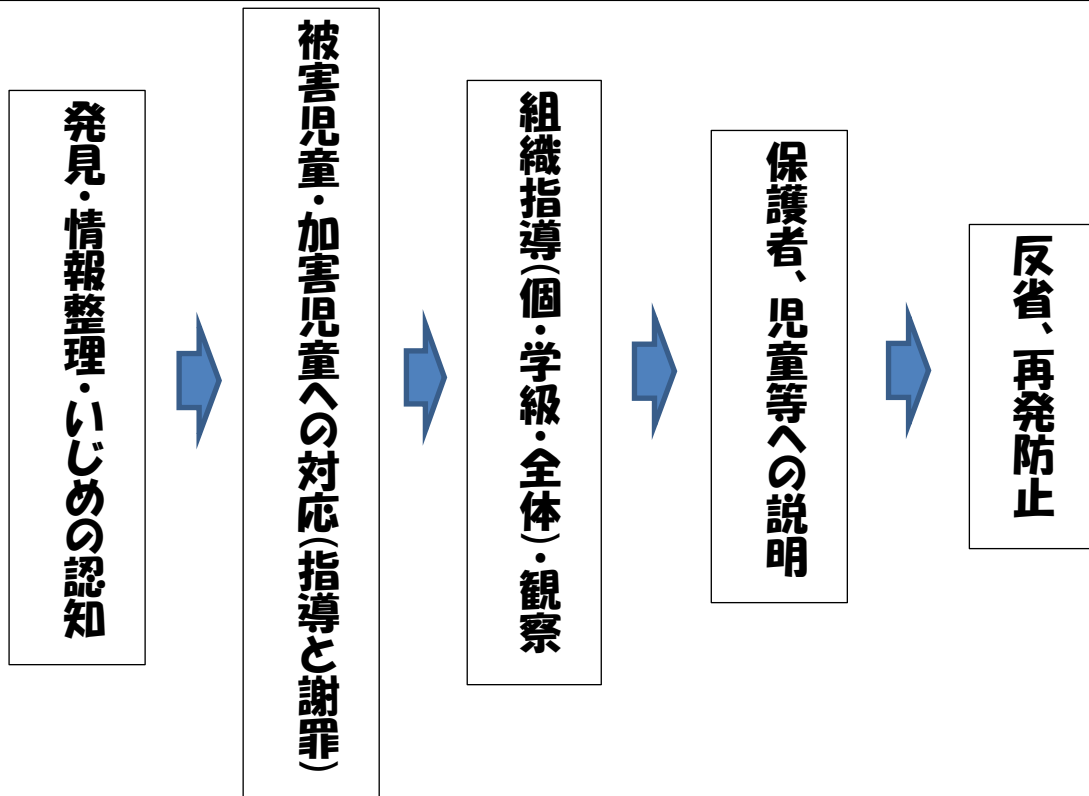 発見・情報整理・いじめの認知
被害児童・加害児童への対応(指導と謝罪)
組織指導(個・学級・全体)・観察
保護者、児童等への説明
反省、再発防止